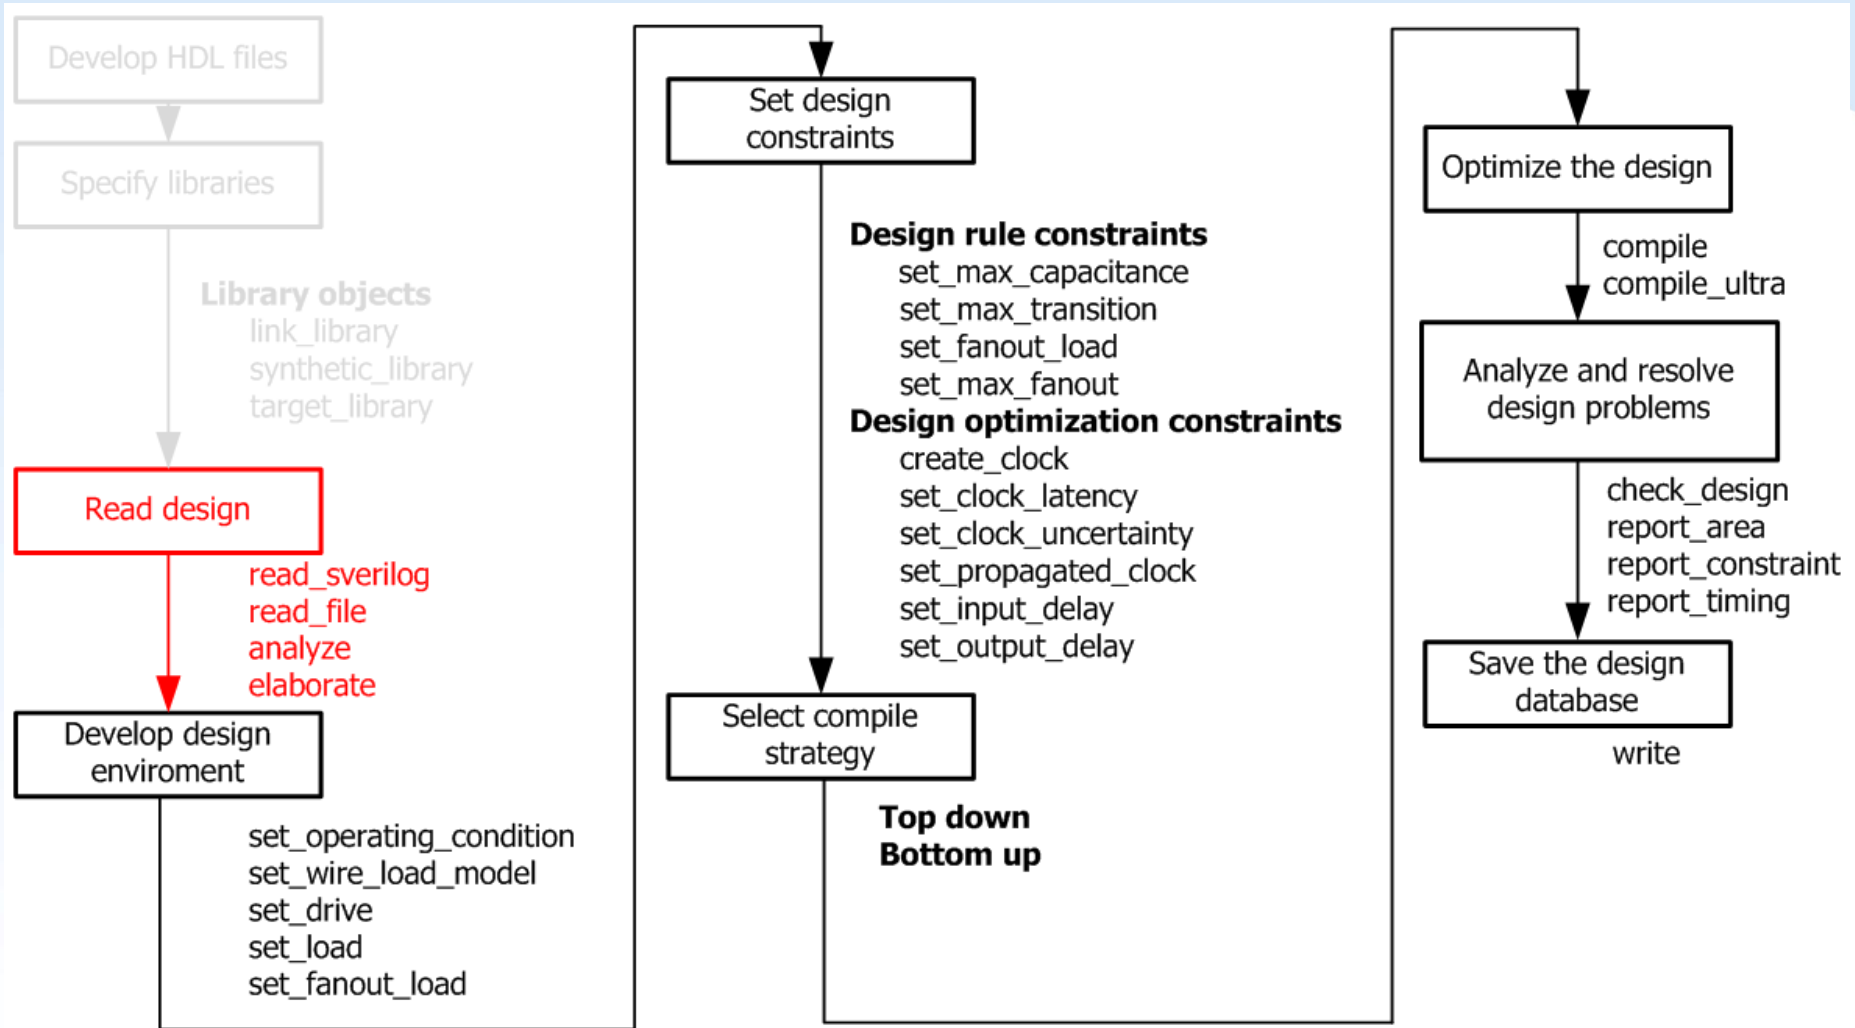 Develop HDL files
Specify libraries
Library objects
link_library
synthetic_library
target_library
Read design
read_sverilog
read_file
analyze
elaborate
Develop design
enviroment
set_operating_condition
set_wire_load_model
set_drive
set_load
set_fanout_load
Set design
constraints
Design rule constraints
set_max_capacitance
set_max_transition
set_fanout_load
set_max_fanout
Design optimization constraints
create_clock
set_clock_latency
set_clock_uncertainty
set_propagated_clock
set_input_delay
set_output_delay
Select compile
strategy
Top down
Bottom up
Optimize the design
compile
compile_ultra
Analyze and resolve
design problems
check_design
report_area
report_constraint
report_timing
Save the design
database
write